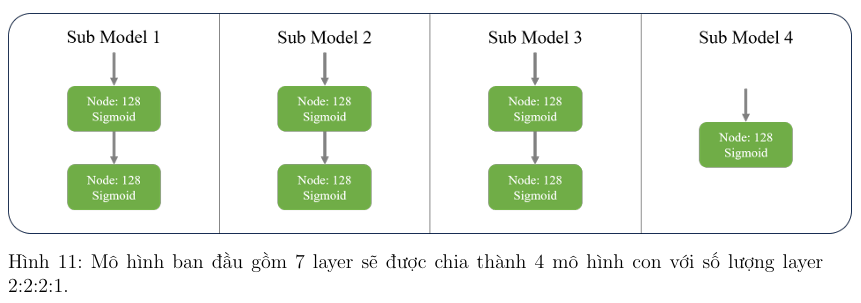 Sub Model 1
Node: 128
Sigmoid
Node: 128
Sigmoid
Sub Model 2
Node: 128
Sigmoid
Node: 128
Sigmoid
Sub Model 3
Node: 128
Sigmoid
Node: 128
Sigmoid
Sub Model 4
Node: 128
Sigmoid
Hình 11: Mô hình ban đầu gồm 7 layer sẽ được chia thành 4 mô hình con với số lượng layer
2:2:2:1.